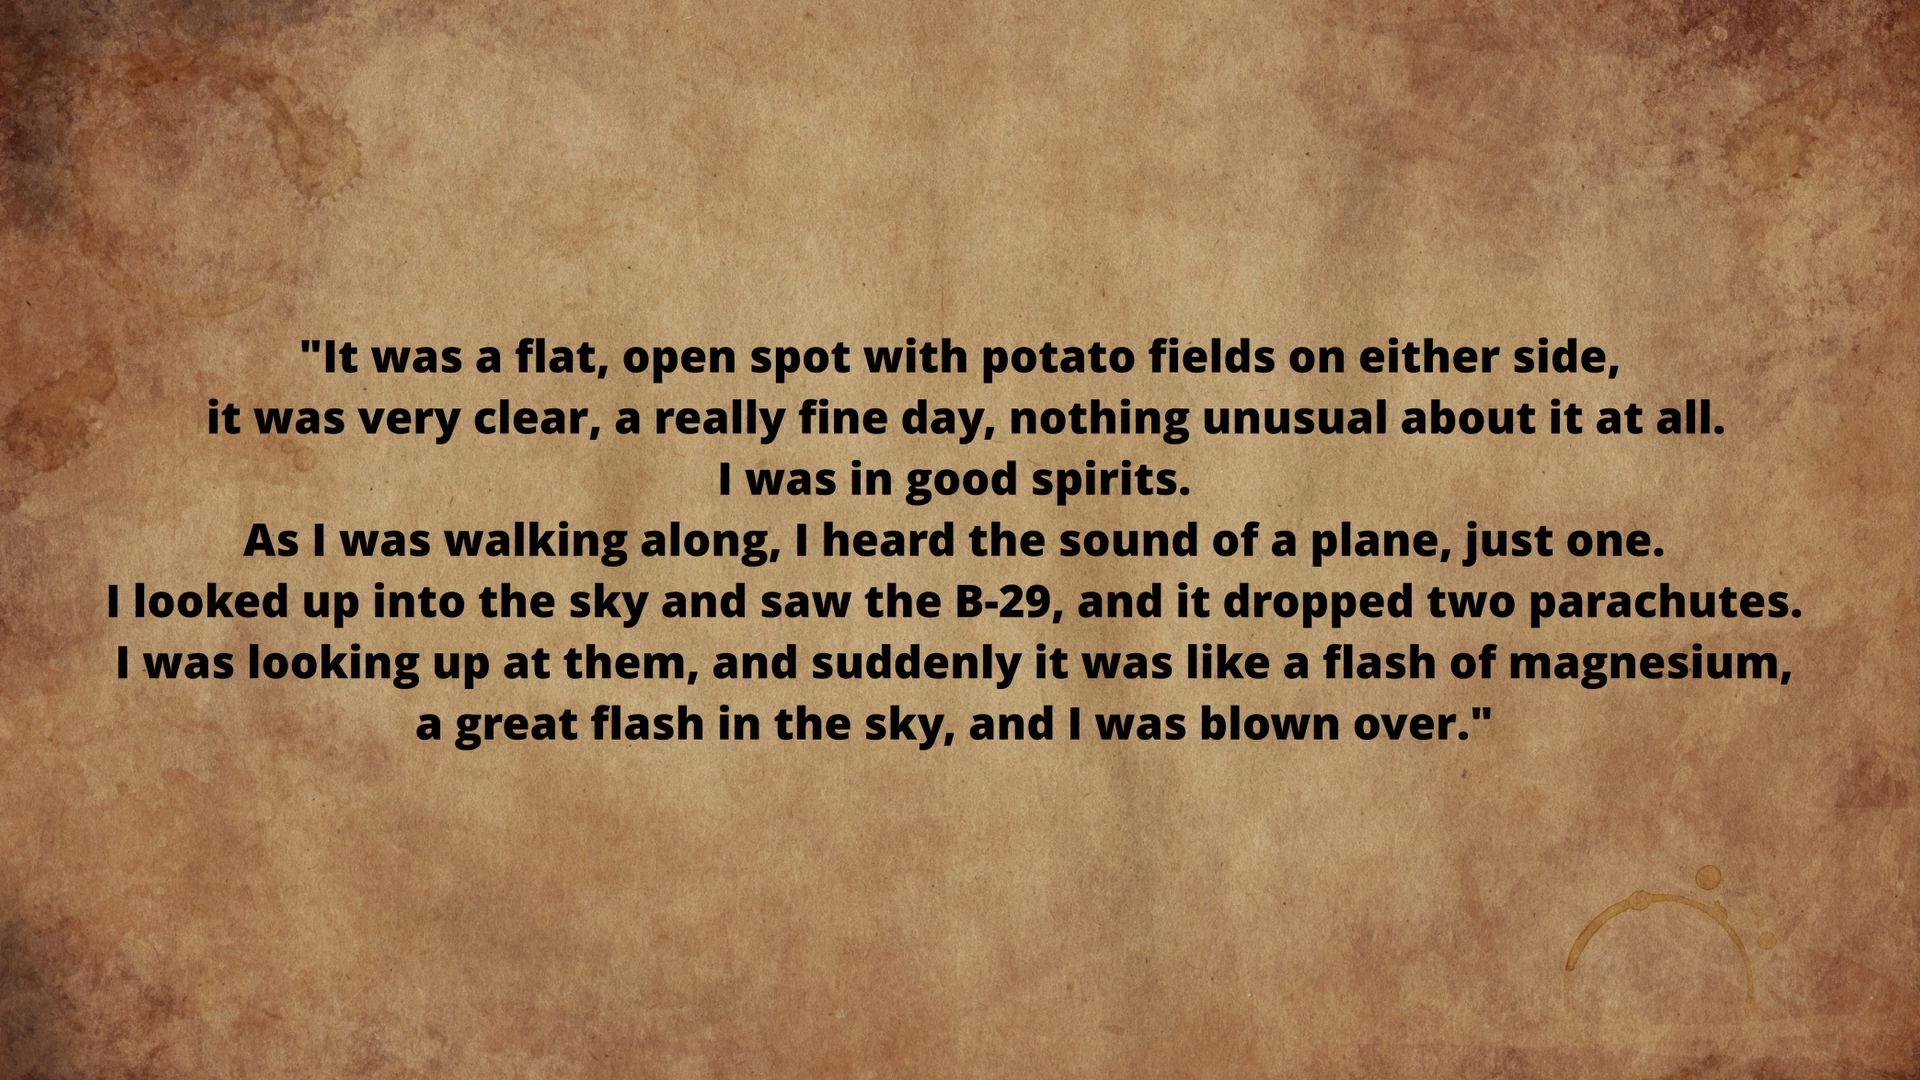 "It was a flat, open spot with potato fields on either side,
it was very clear, a really fine day, nothing unusual about it at all.
I was in good spirits.
As I was walking along, I heard the sound of a plane, just one.
I looked up into the sky and saw the B-29, and it dropped two parachutes.
I was looking up at them, and suddenly it was like a flash of magnesium,
a great flash in the sky, and I was blown over."